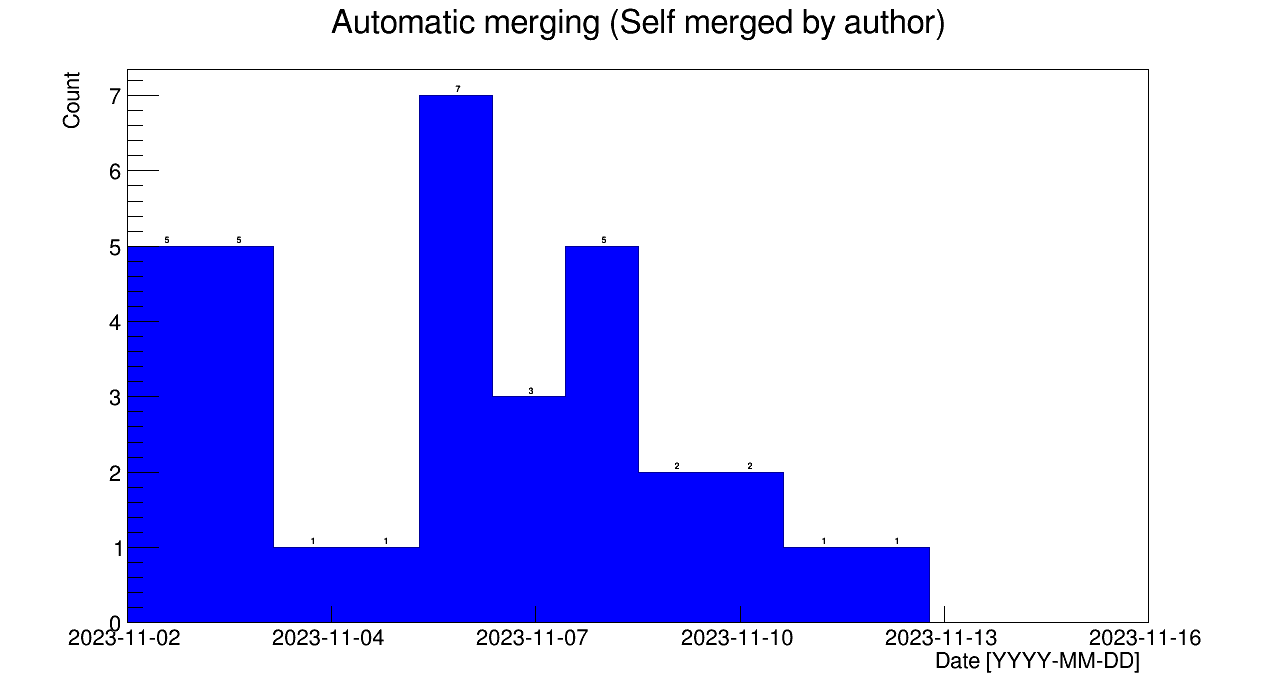 Automatic merging (Self merged by author)
Count
7
6
5
4
3
2
1
0
5 5 1 1 7 3 5 2 2 1 1
2023-11-02 2023-11-04 2023-11-07 2023-11-10 2023-11-13 2023-11-16
Date [YYYY-MM-DD]